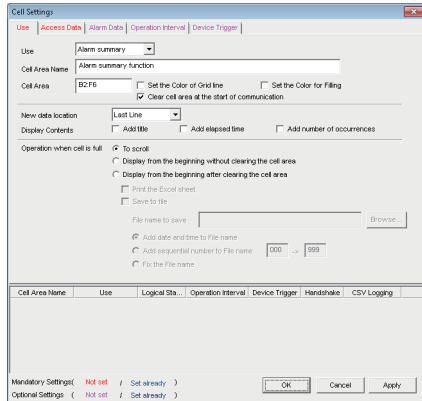 Cell Settings
Use Access Data Alarm Data Operation Interval Device Trigger
Use Alarm summary
Cell Area Name Alarm summary function
Cell Area B2:F6 Set the Color of Grid line Set the Color for Filling
Clear cell area at the start of communication
New data location Last Line
Display Contents Add title Add elapsed time Add number of occurrences
Operation when cell is full To scroll
Display from the beginning without clearing the cell area
Display from the beginning after clearing the cell area
Print the Excel sheet
Save to file
File name to save Browse...
Add date and time to File name
Add sequential number to File name 000 -> 999
Fix the File name
Cell Area Name Use Logical Sta... Operation Interval Device Trigger Handshake CSV Logging
Mandatory Settings( Not set / Set already )
Optional Settings ( Not set / Set already )
OK Cancel Apply